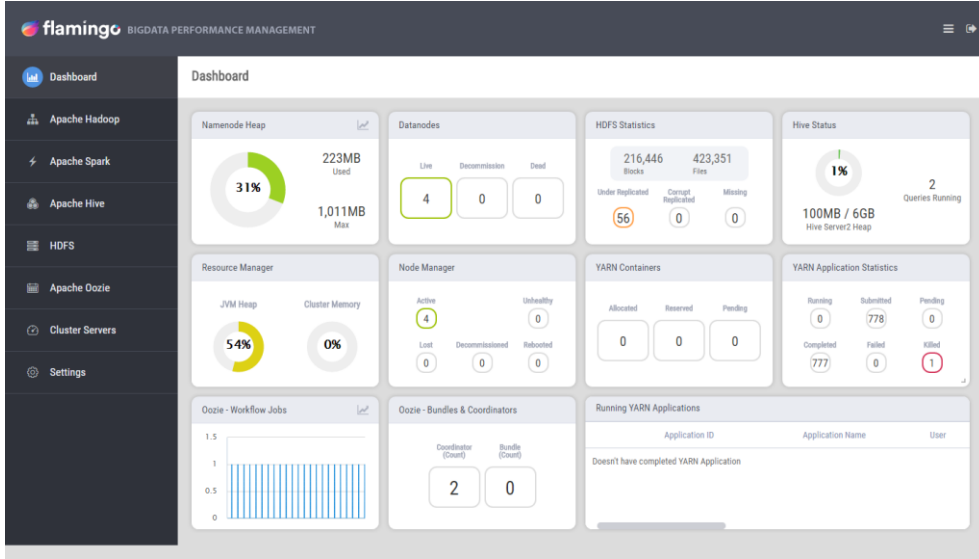 flamingo BIGDATA PERFORMANCE MANAGEMENT
Dashboard
Apache Hadoop
Apache Spark
Apache Hive
HDFS
Apache Oozie
Cluster Servers
Settings
Dashboard
Namenode Heap
31%
223MB
Used
1,011MB
Max
Datanodes
Live Decommission Dead
4 0 0
HDFS Statistics
216,446 423,351
Blocks Files
Under Replicated Corrupt Replicated Missing
56 0 0
Hive Status
1%
100MB / 6GB
Hive Server2 Heap
2
Queries Running
Resource Manager
JVM Heap Cluster Memory
54% 0%
Node Manager
Active Unhealthy
4 0
Lost Decommissioned Rebooted
0 0 0
YARN Containers
Allocated Reserved Pending
0 0 0
YARN Application Statistics
Running Submitted Pending
0 778 0
Completed Failed Killed
777 0 1
Oozie - Workflow Jobs
1.5
1
0.5
0
Oozie - Bundles & Coordinators
Coordinator Bundle
(Count) (Count)
2 0
Running YARN Applications
Application ID Application Name User
Doesn't have completed YARN Application